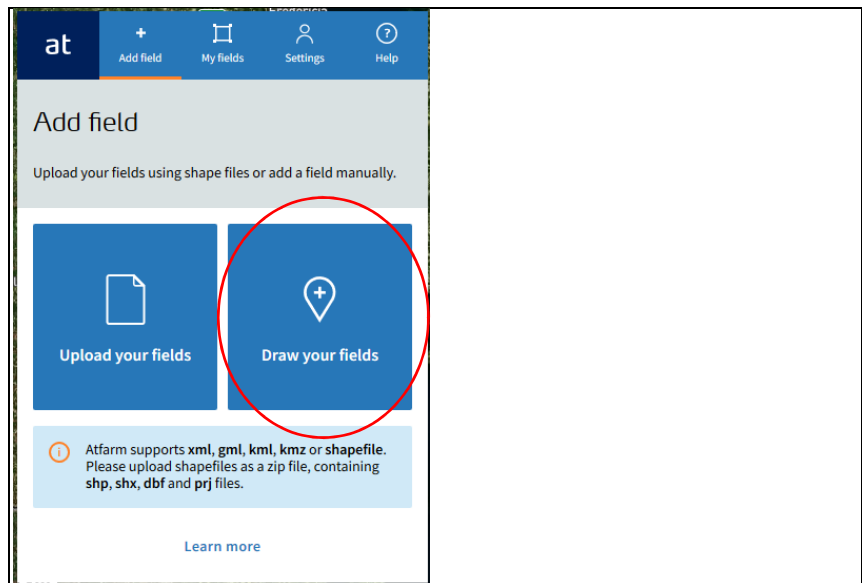 Fredericia
at
Add field
My fields
Settings
Help
Add field
Upload your fields using shape files or add a field manually.
Upload your fields
Draw your fields
Atfarm supports xml, gml, kml, kmz or shapefile.
Please upload shapefiles as a zip file, containing
shp, shx, dbf and prj files.
Learn more